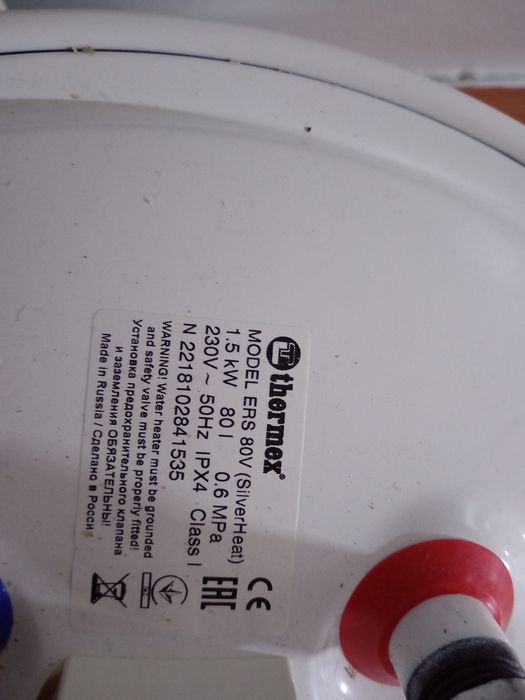 thermex®
MODEL ERS 80V (SilverHeat)
1.5 kW 80 l 0.6 MPa
230V~ 50Hz IPX4 Class I
N 22181102841535
WARNING! Water heater must be grounded
and safety valve must be properly fitted!
Установка предохранительного клапана
и заземления ОБЯЗАТЕЛЬНЫ!
Made in Russia / Сделано в России
CE
EAC